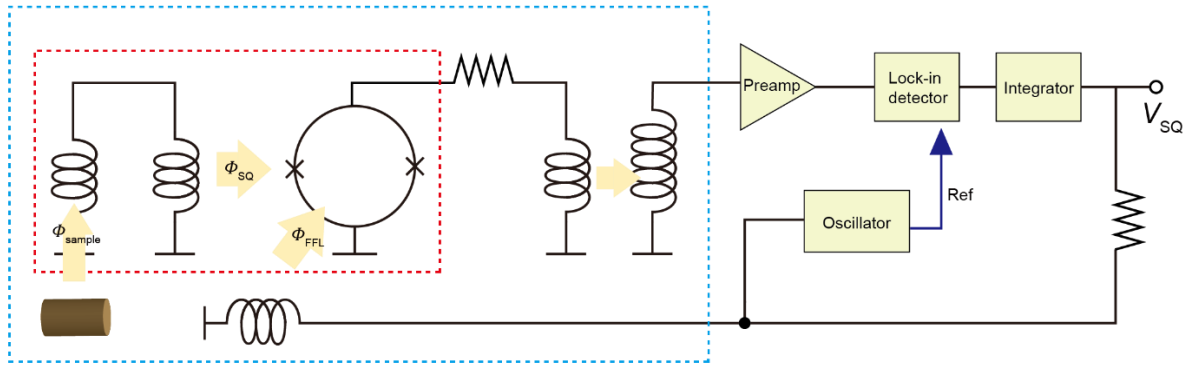 Φsample
ΦSQ
ΦFFL
Preamp
Lock-in
detector
Integrator
VSQ
Oscillator
Ref